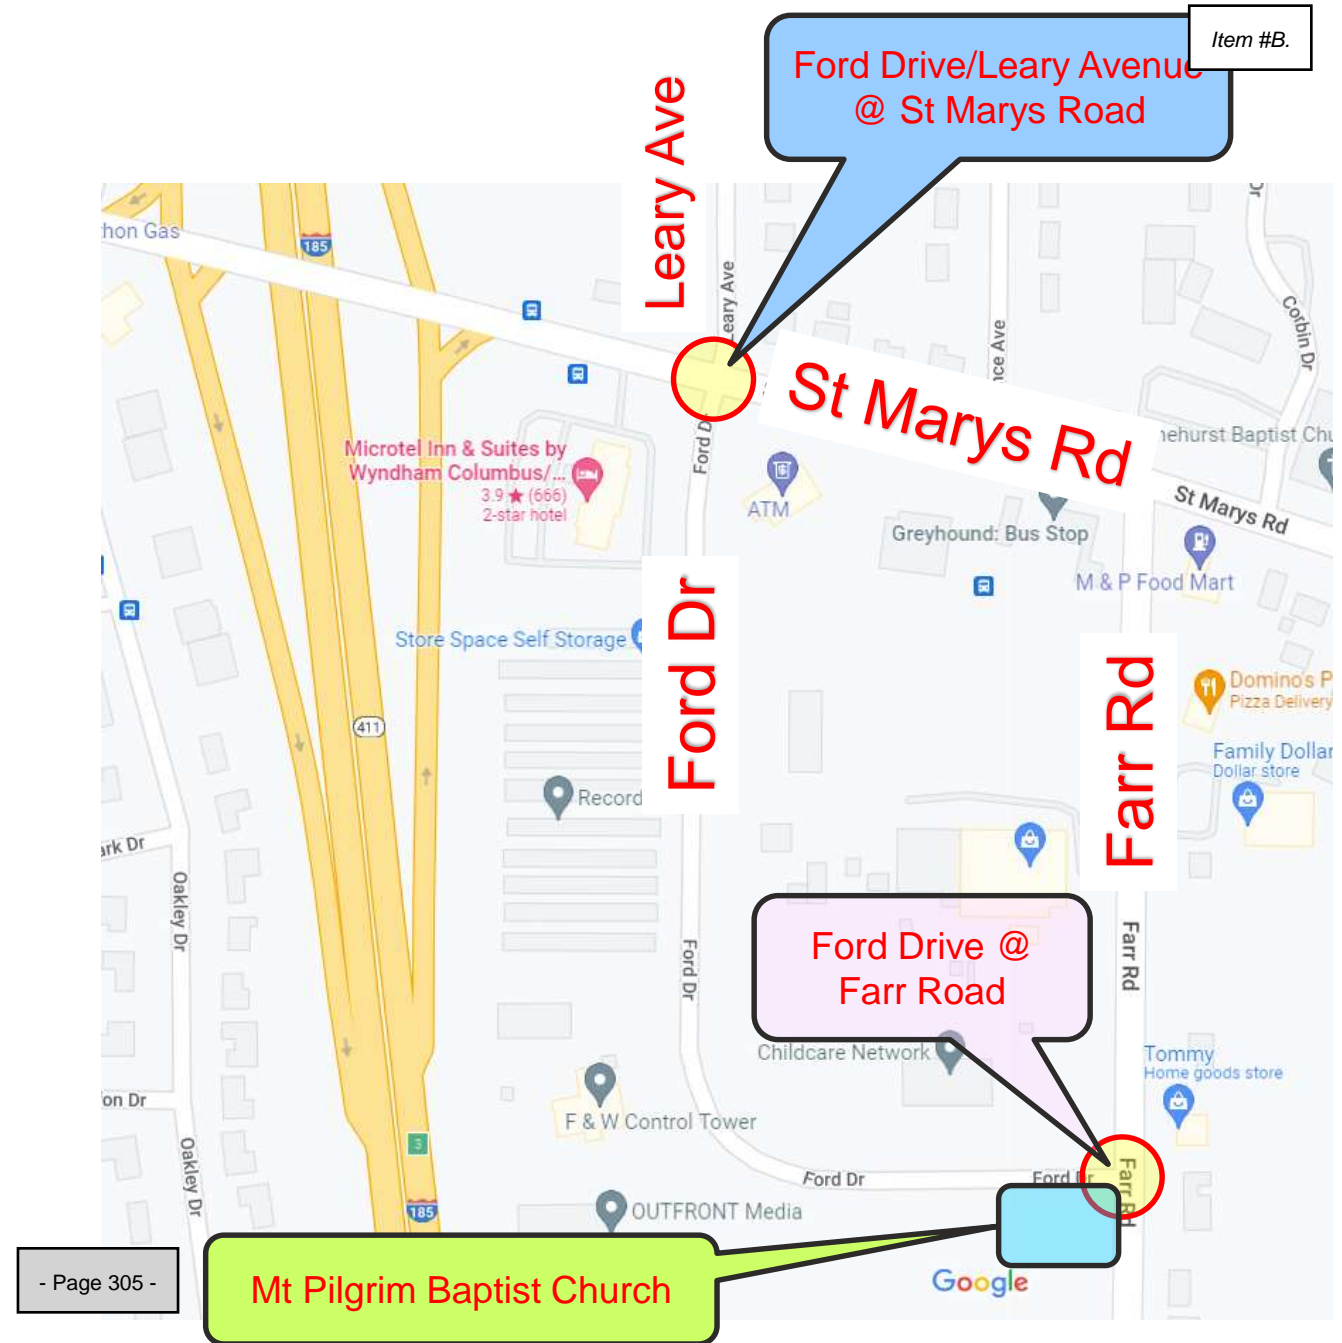 Item #B.
Ford Drive/Leary Avenue
@ St Marys Road
Leary Ave
hon Gas
185
Leary Ave
Corbin Dr
nce Ave
St Marys Rd
Ford D
Microtel Inn & Suites by
Wyndham Columbus/...
3.9 ★ (666)
2-star hotel
ATM
nehurst Baptist Chu
St Marys Rd
Greyhound: Bus Stop
M & P Food Mart
Ford Dr
Store Space Self Storage
Farr Rd
Domino's P
Pizza Delivery
411
Family Dollar
Dollar store
Record
ark Dr
Oakley Dr
Ford Drive @
Farr Road
Ford Dr
Farr Rd
Childcare Network
Tommy
Home goods store
on Dr
F & W Control Tower
3
Oakley Dr
Ford Dr
Ford Dr
Farr Rd
185
OUTFRONT Media
Mt Pilgrim Baptist Church
Google
- Page 305 -